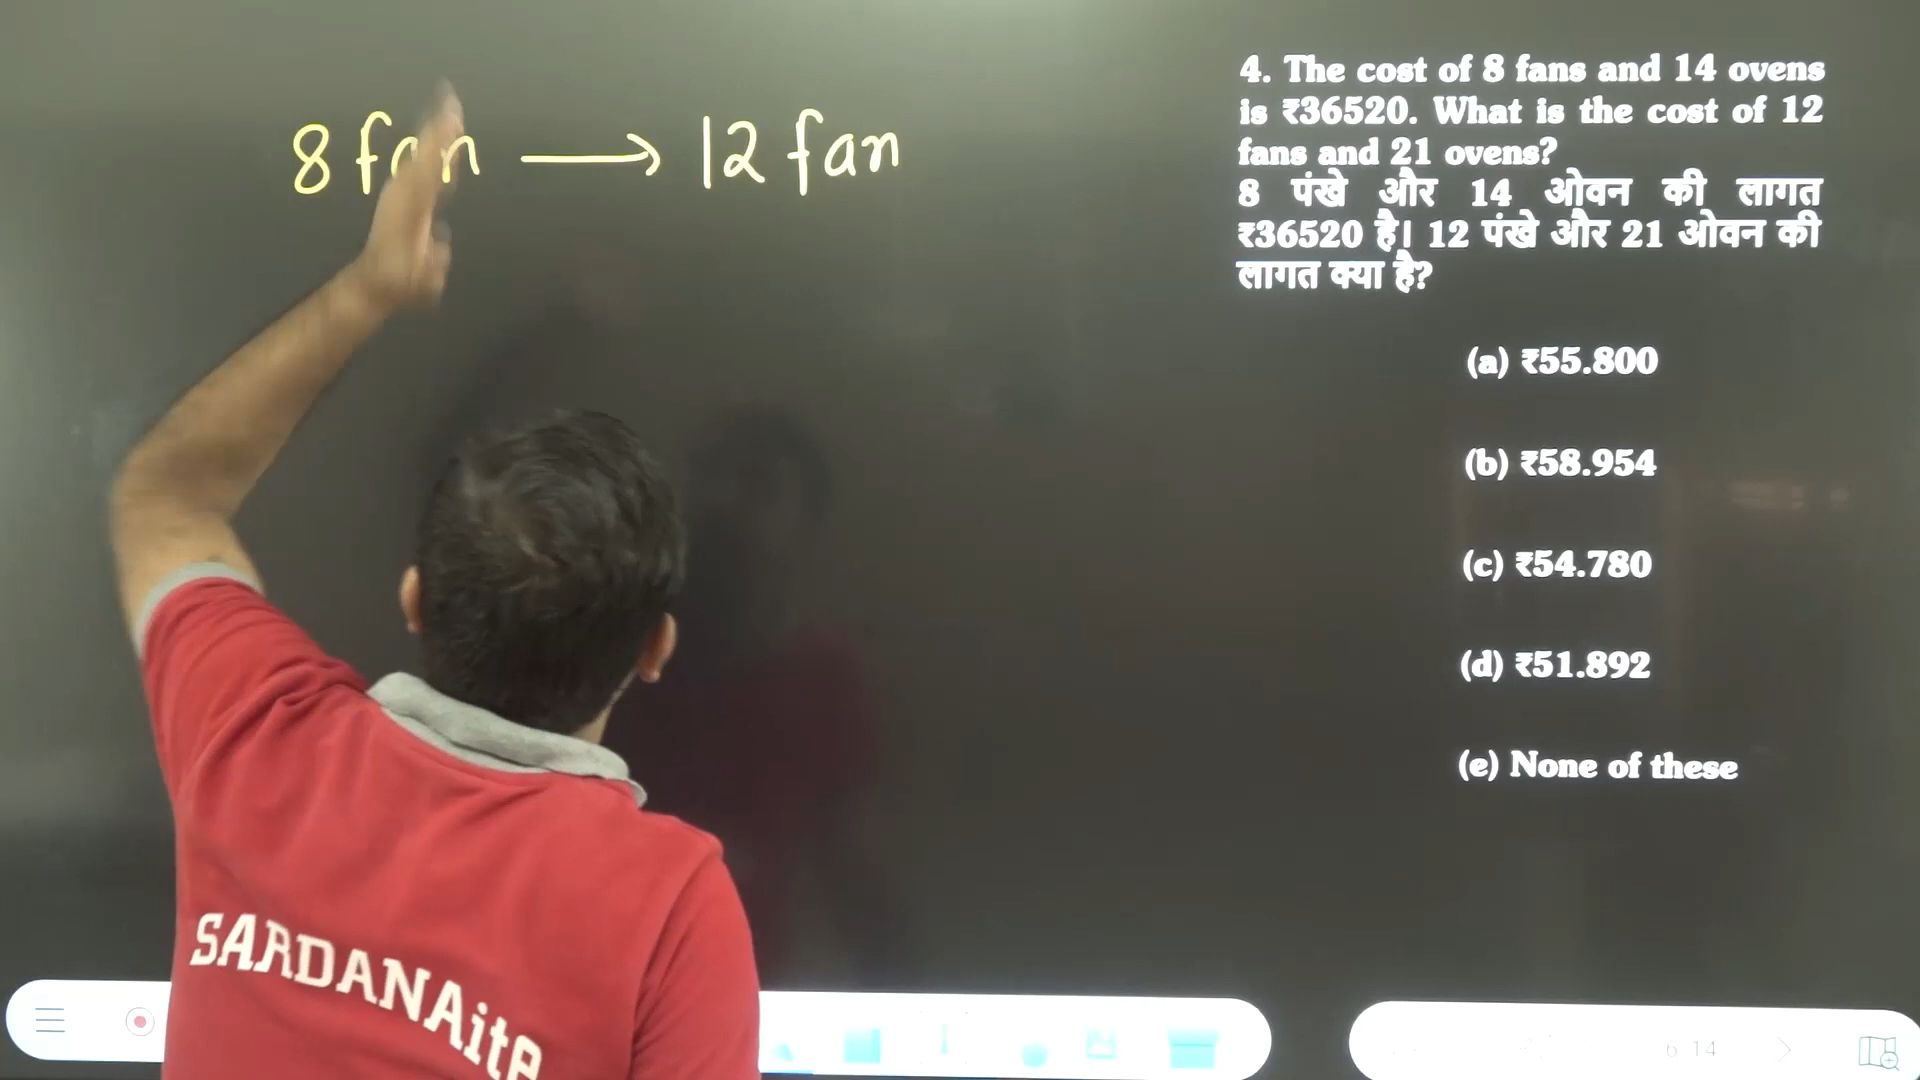 8 fan → 12 fan
4. The cost of 8 fans and 14 ovens
is ₹36520. What is the cost of 12
fans and 21 ovens?
8 पंखे और 14 ओवन की लागत
₹36520 है। 12 पंखे और 21 ओवन की
लागत क्या है?
(a) ₹55.800
(b) ₹58.954
(c) ₹54.780
(d) ₹51.892
(e) None of these
SARDANAite
6 14